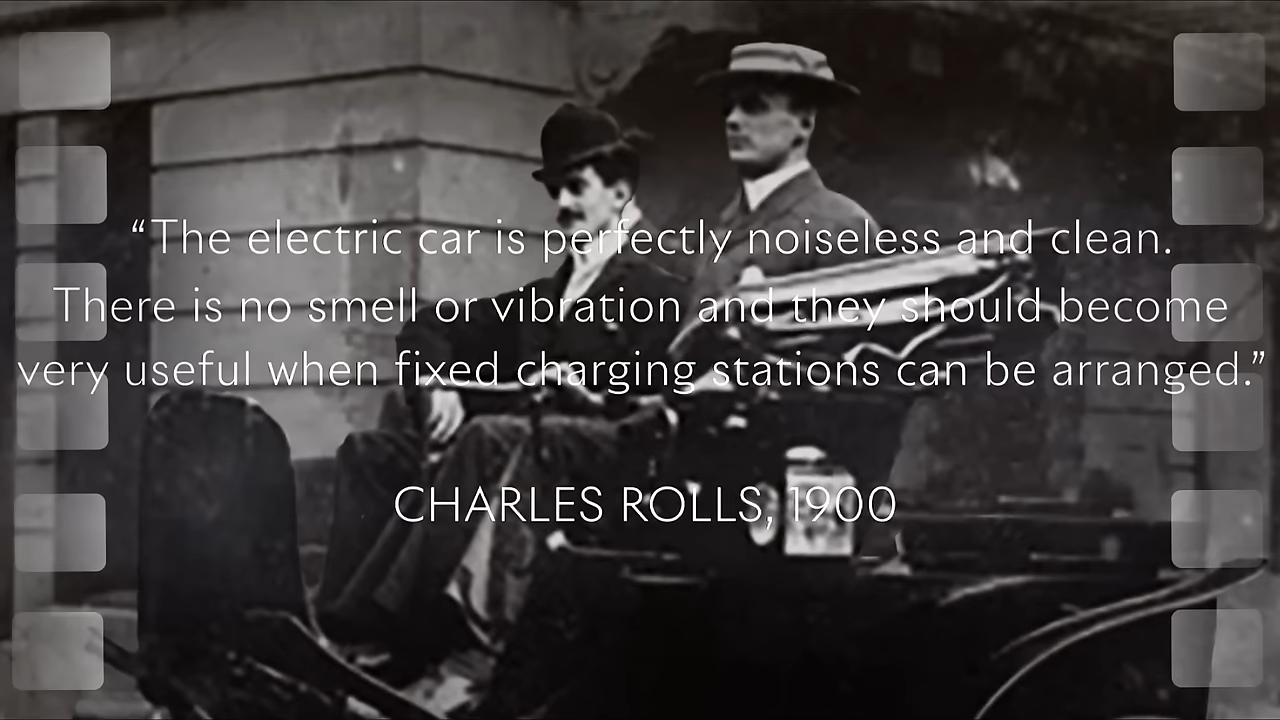 “The electric car is perfectly noiseless and clean.
There is no smell or vibration and they should become
very useful when fixed charging stations can be arranged.”
CHARLES ROLLS, 1900